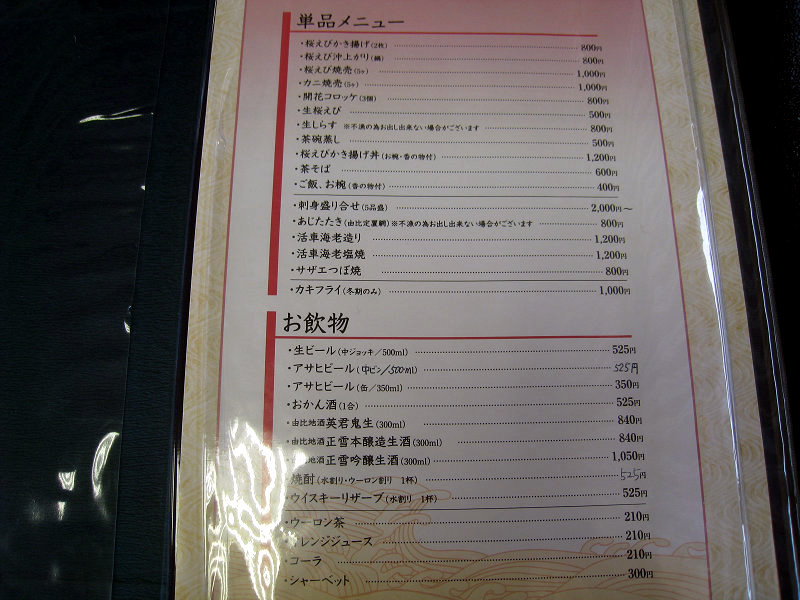 単品メニュー
・桜えびかき揚げ(2枚) 800円
・桜えび沖上がり(鍋) 800円
・桜えび焼売(5ヶ) 1,000円
・カニ焼売(5ヶ) 1,000円
・開花コロッケ(3個) 800円
・生桜えび 500円
・生しらす ※不漁の為お出し出来ない場合がございます 800円
・茶碗蒸し 500円
・桜えびかき揚げ丼(お椀・香の物付) 1,200円
・茶そば 600円
・ご飯、お椀(香の物付) 400円
・刺身盛り合せ(5品盛) 2,000円～
・あじたたき(由比定置網)※不漁の為お出し出来ない場合がございます 800円
・活車海老造り 1,200円
・活車海老塩焼 1,200円
・サザエつぼ焼 800円
・カキフライ(冬期のみ) 1,000円
お飲物
・生ビール(中ジョッキ/500ml) 525円
・アサヒビール(中ビン/500ml) 525円
・アサヒビール(缶/350ml) 350円
・おかん酒(1合) 525円
・由比地酒 英君鬼生(300ml) 840円
・由比地酒 正雪本醸造生酒(300ml) 840円
地酒 正雪吟醸生酒(300ml) 1,050円
焼酎(水割り・ウーロン割り 1杯) 525円
・ウイスキーリザーブ(水割り 1杯) 525円
・ウーロン茶 210円
・オレンジジュース 210円
・コーラ 210円
・シャーベット 300円